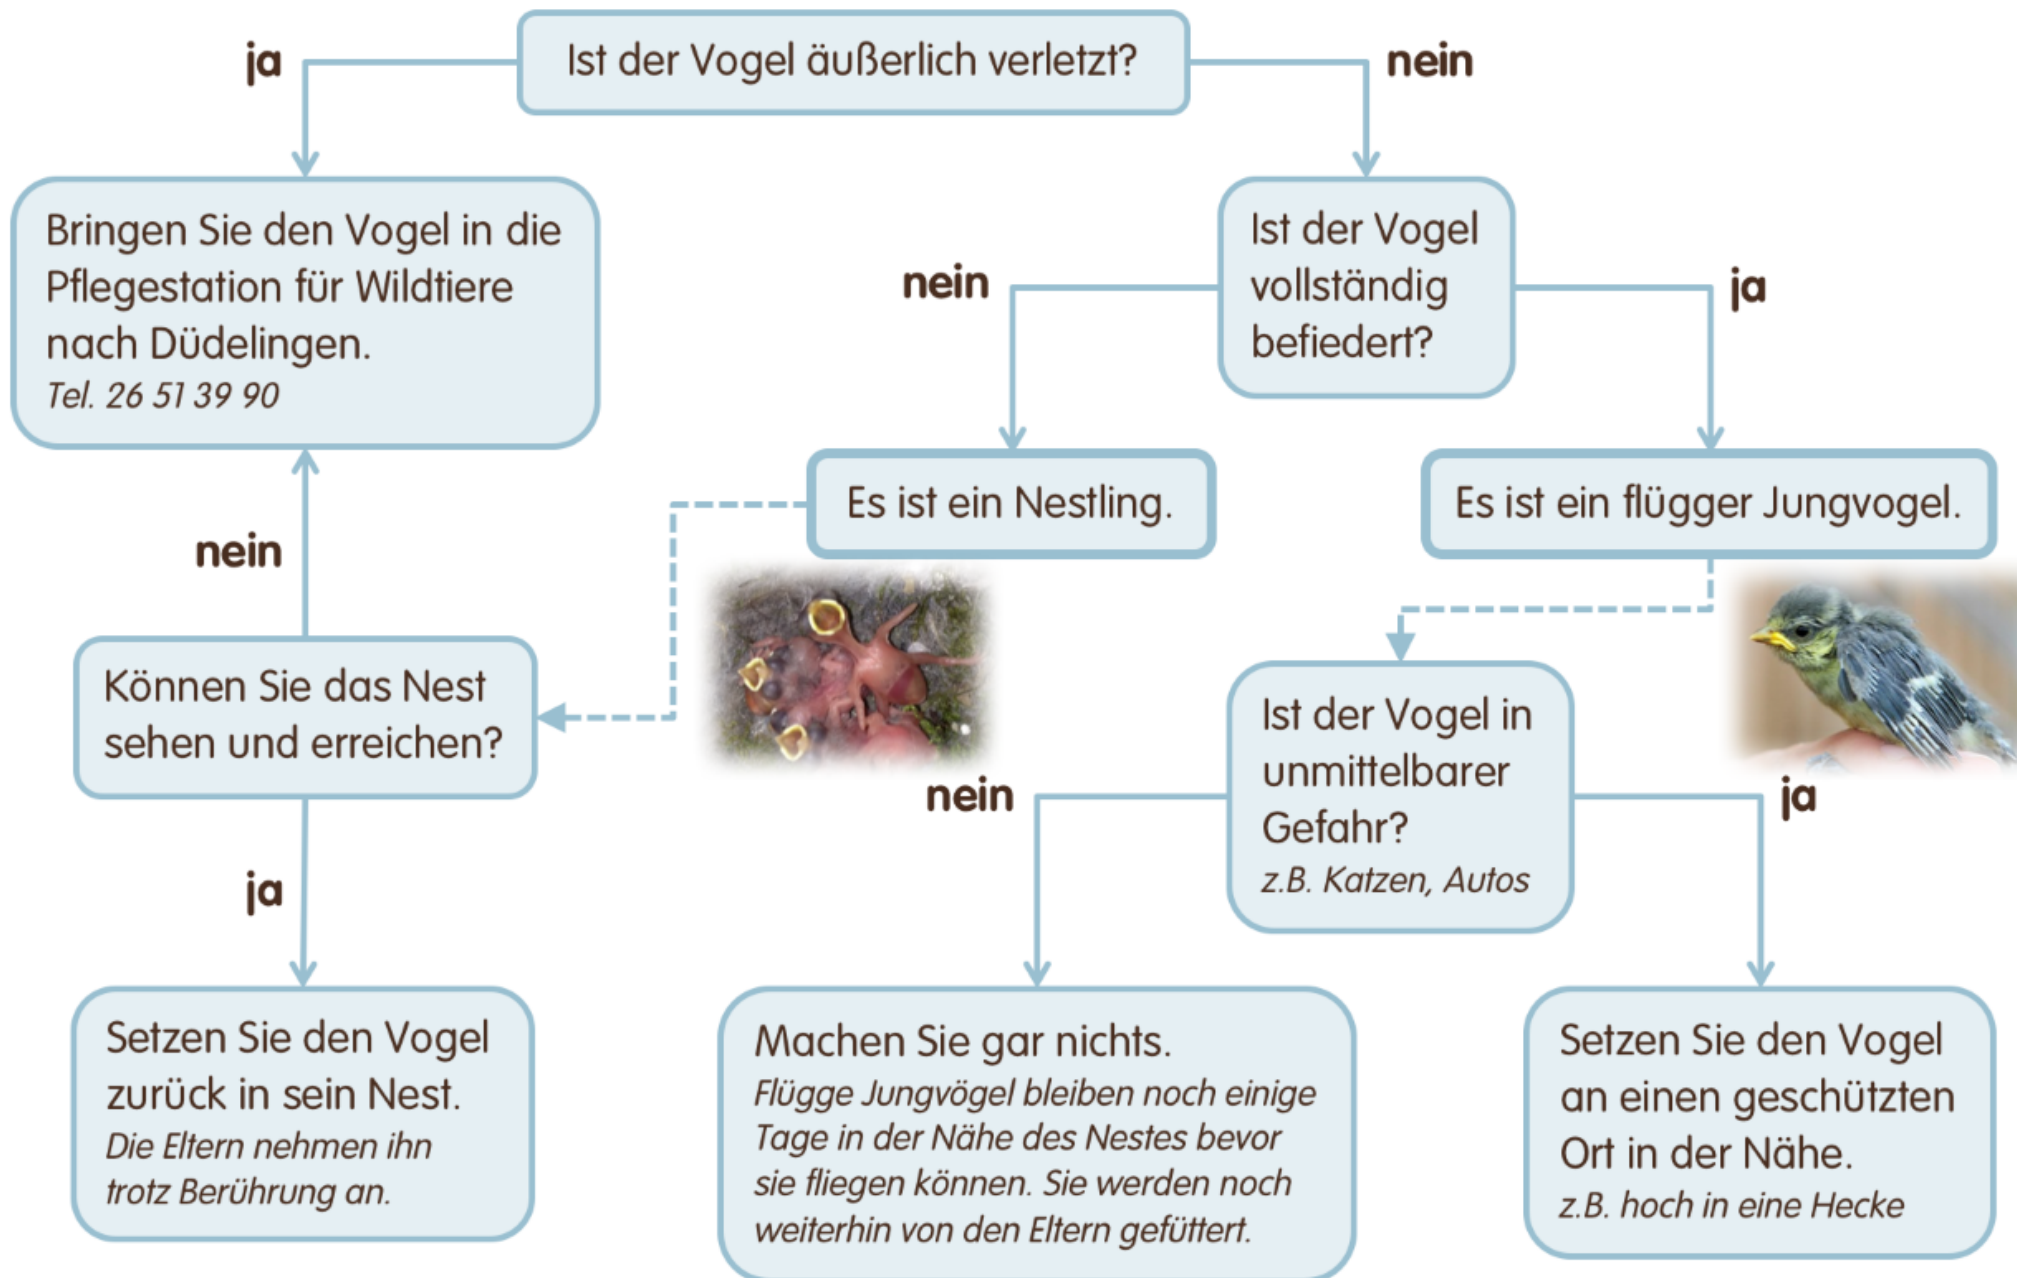 Ist der Vogel äußerlich verletzt?
ja
nein
Bringen Sie den Vogel in die
Pflegestation für Wildtiere
nach Düdelingen.
Tel. 26 51 39 90
Ist der Vogel
vollständig
befiedert?
nein
ja
Es ist ein Nestling.
Es ist ein flügger Jungvogel.
nein
Können Sie das Nest
sehen und erreichen?
ja
Ist der Vogel in
unmittelbarer
Gefahr?
z.B. Katzen, Autos
nein
ja
Setzen Sie den Vogel
zurück in sein Nest.
Die Eltern nehmen ihn
trotz Berührung an.
Machen Sie gar nichts.
Flügge Jungvögel bleiben noch einige
Tage in der Nähe des Nestes bevor
sie fliegen können. Sie werden noch
weiterhin von den Eltern gefüttert.
Setzen Sie den Vogel
an einen geschützten
Ort in der Nähe.
z.B. hoch in eine Hecke